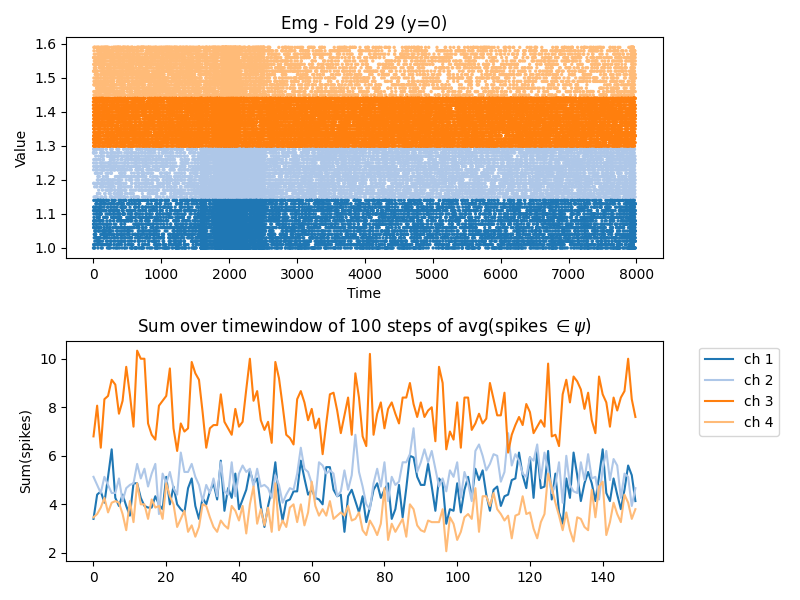 Emg - Fold 29 (y=0)
Value
1.6
1.5
1.4
1.3
1.2
1.1
1.0
0 1000 2000 3000 4000 5000 6000 7000 8000
Time
Sum over timewindow of 100 steps of avg(spikes ∈ψ)
Sum(spikes)
10
8
6
4
2
0 20 40 60 80 100 120 140
ch 1
ch 2
ch 3
ch 4